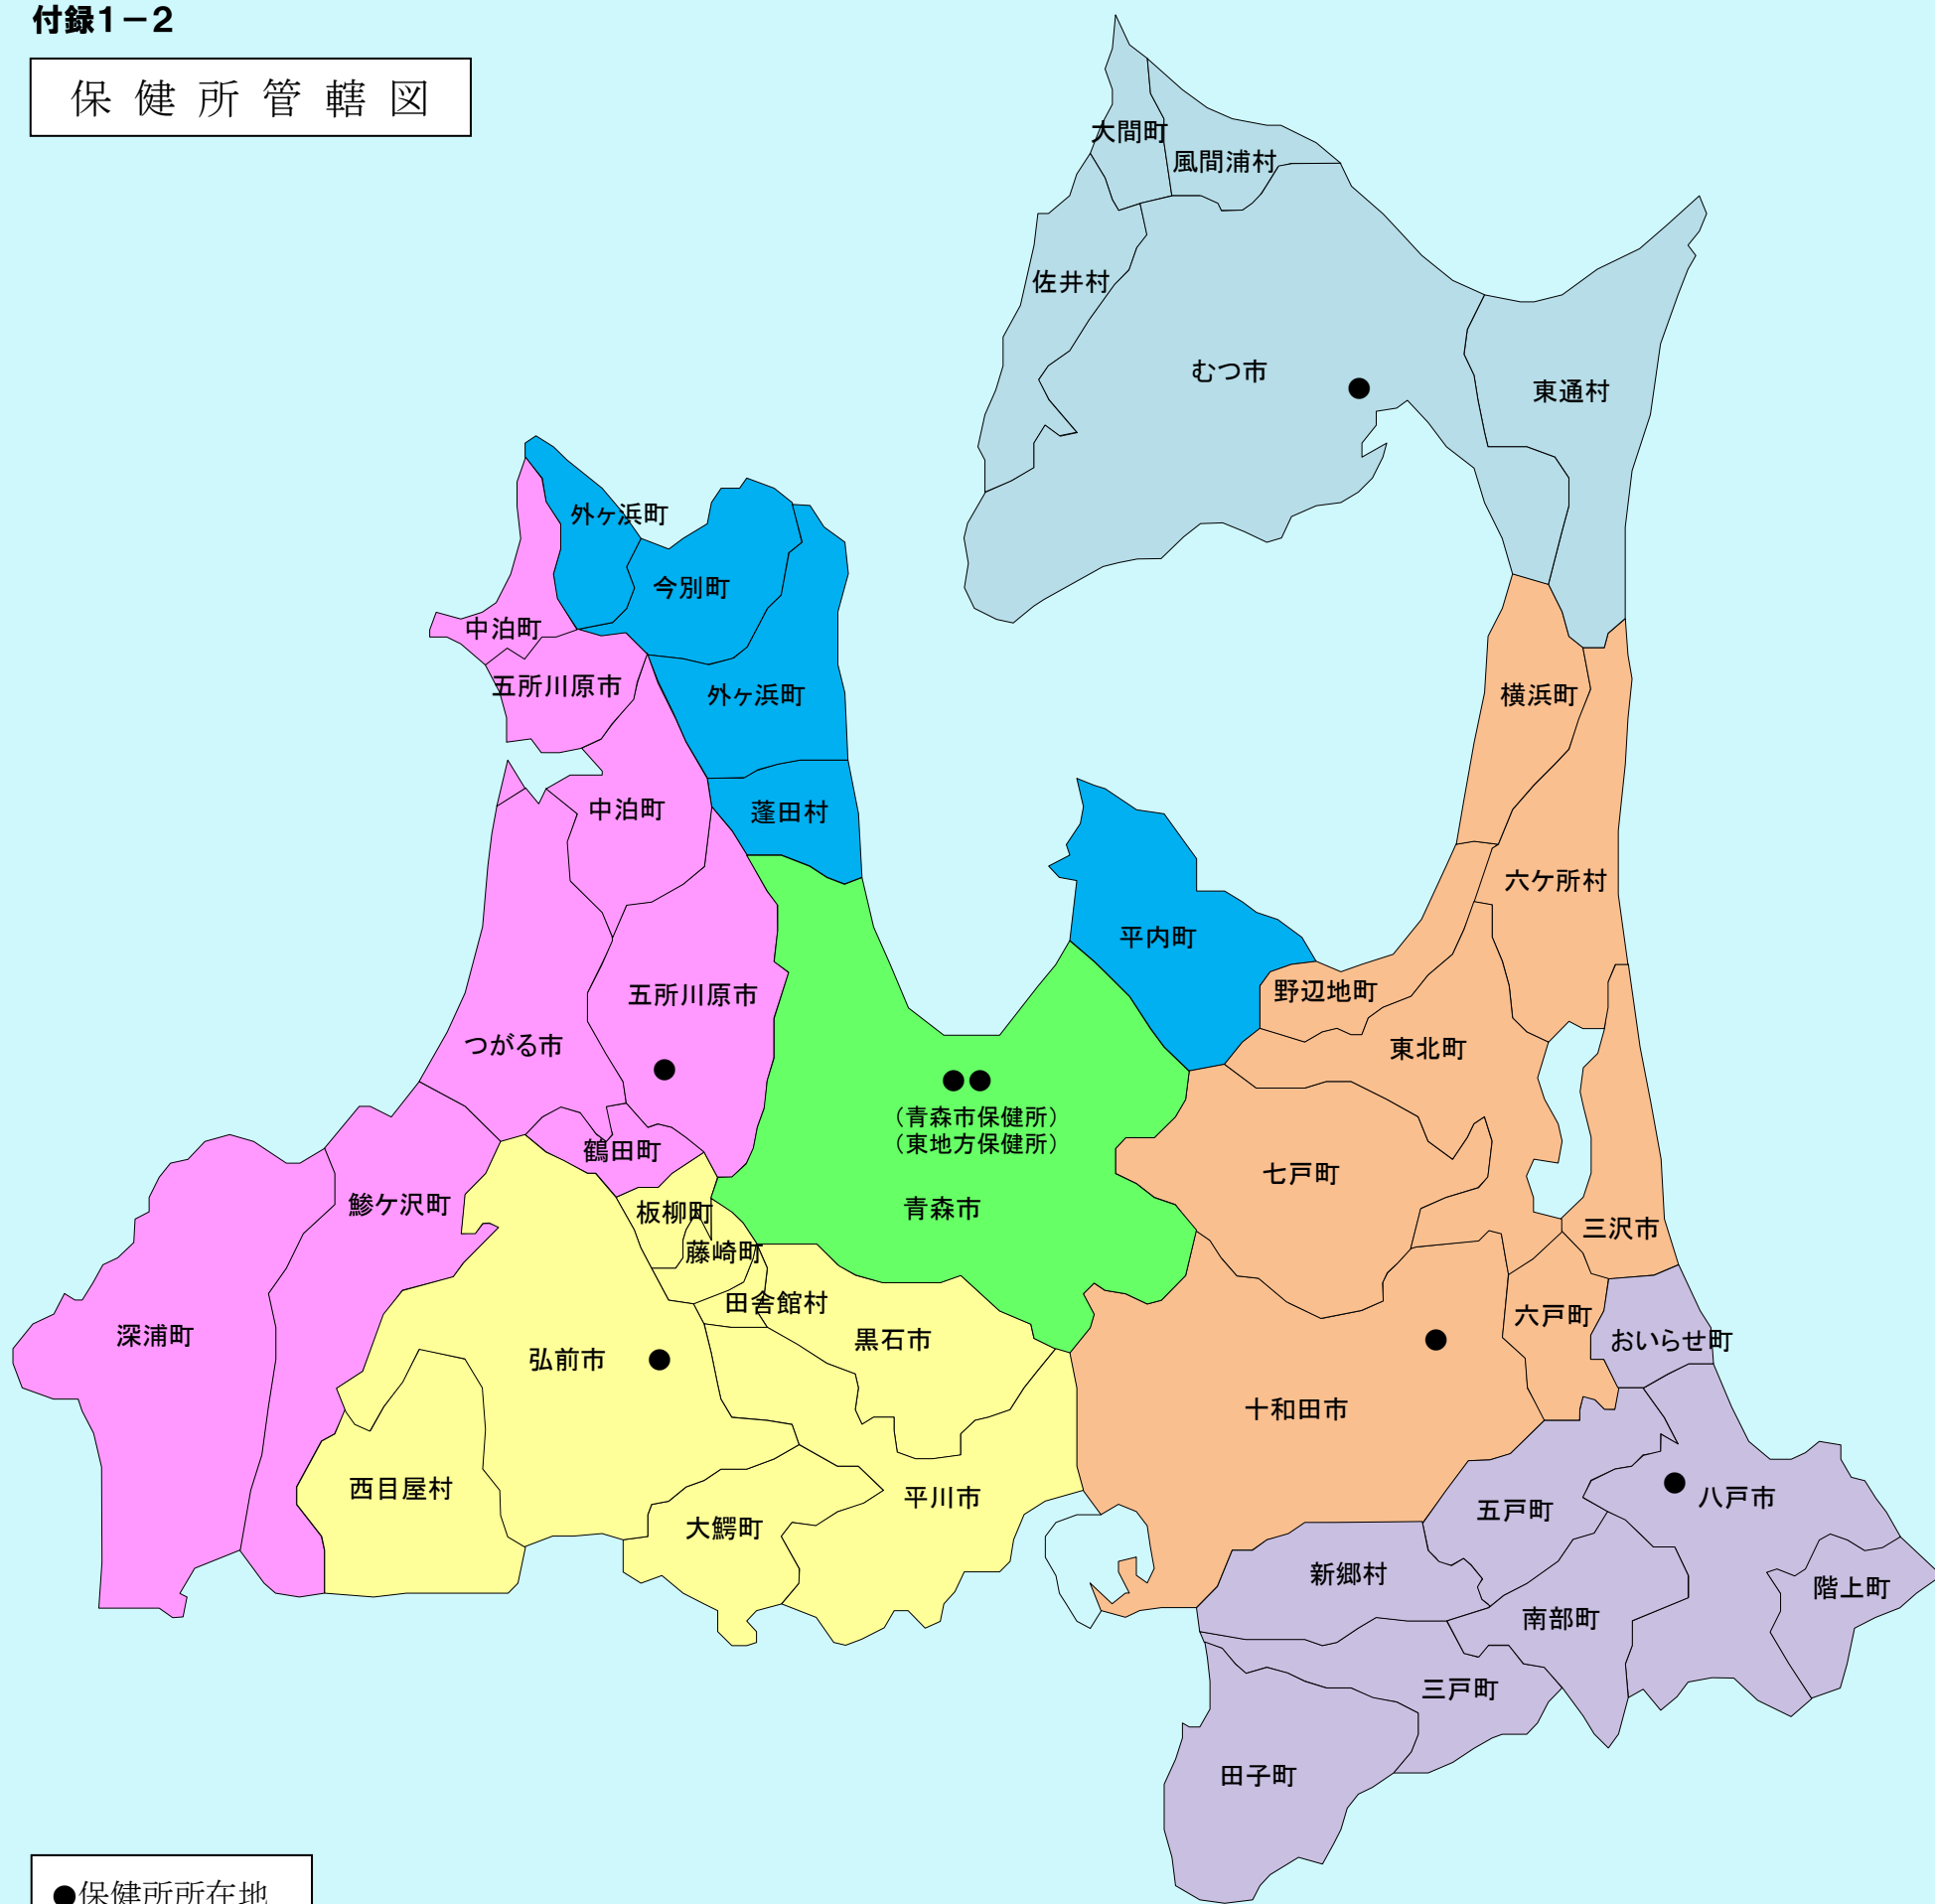 付録1－2
保健所管轄図
大間町
風間浦村
佐井村
むつ市
東通村
外ヶ浜町
今別町
中泊町
五所川原市
外ヶ浜町
横浜町
中泊町
蓬田村
六ケ所村
平内町
野辺地町
五所川原市
つがる市
東北町
（青森市保健所）
（東地方保健所）
鶴田町
七戸町
鰺ケ沢町
板柳町
青森市
三沢市
藤崎町
田舎館村
六戸町
深浦町
黒石市
おいらせ町
弘前市
十和田市
西目屋村
平川市
八戸市
五戸町
大鰐町
新郷村
階上町
南部町
三戸町
田子町
●保健所所在地